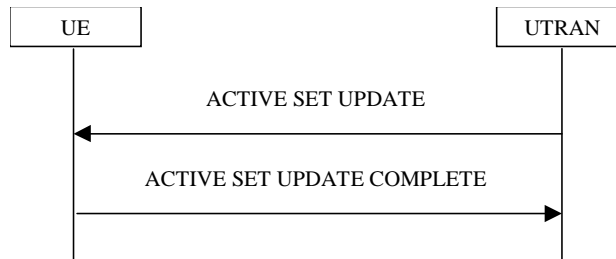 UE
UTRAN
ACTIVE SET UPDATE
ACTIVE SET UPDATE COMPLETE